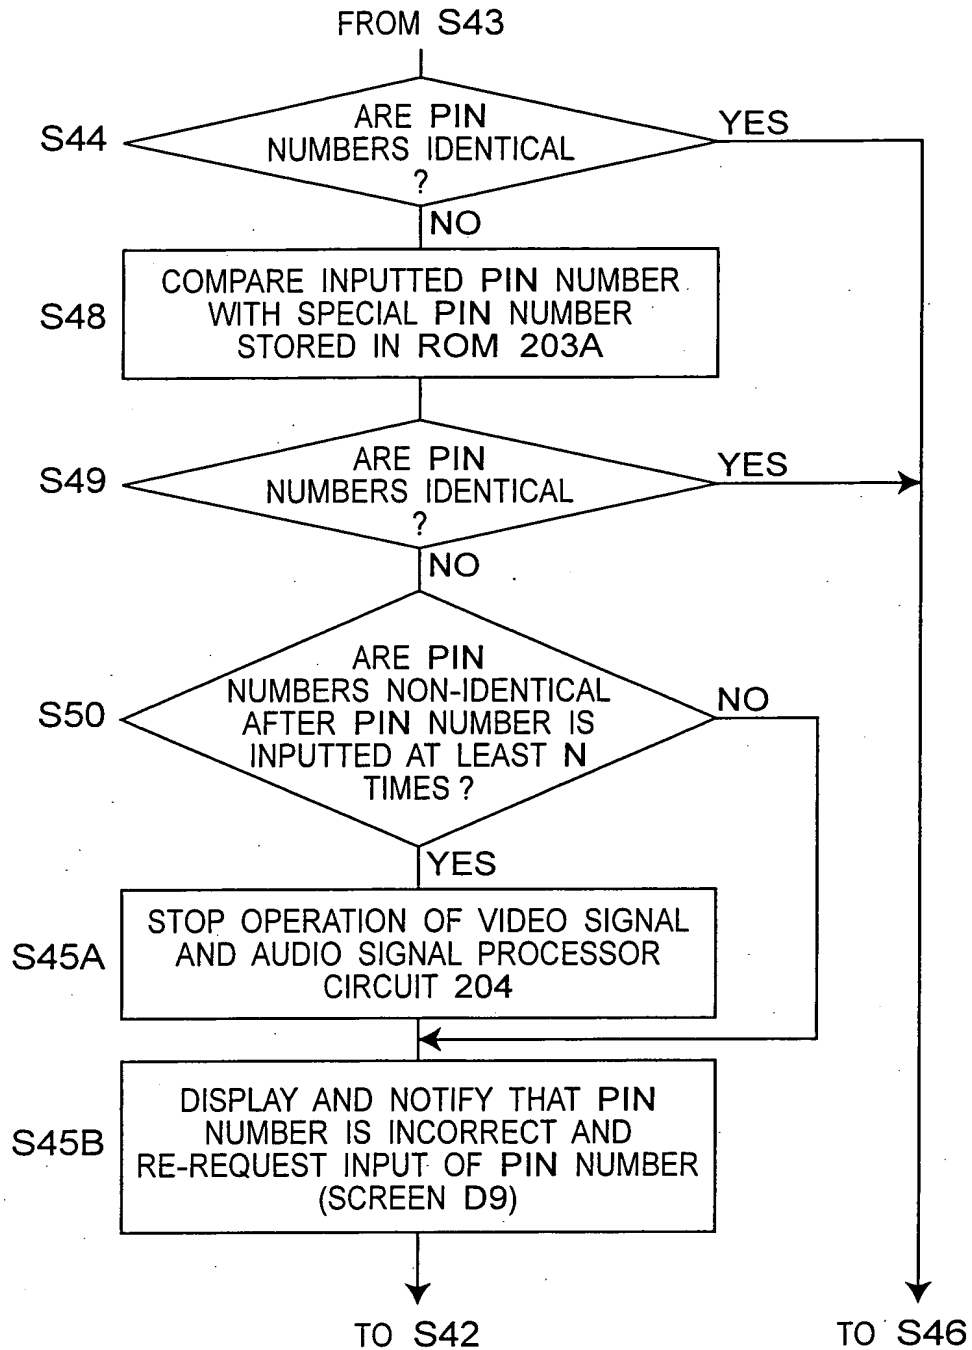 FROM S43
S44
ARE PIN
NUMBERS IDENTICAL
?
YES
NO
S48
COMPARE INPUTTED PIN NUMBER
WITH SPECIAL PIN NUMBER
STORED IN ROM 203A
S49
ARE PIN
NUMBERS IDENTICAL
?
YES
NO
S50
ARE PIN
NUMBERS NON-IDENTICAL
AFTER PIN NUMBER IS
INPUTTED AT LEAST N
TIMES ?
NO
YES
S45A
STOP OPERATION OF VIDEO SIGNAL
AND AUDIO SIGNAL PROCESSOR
CIRCUIT 204
S45B
DISPLAY AND NOTIFY THAT PIN
NUMBER IS INCORRECT AND
RE-REQUEST INPUT OF PIN NUMBER
(SCREEN D9)
TO S42
TO S46